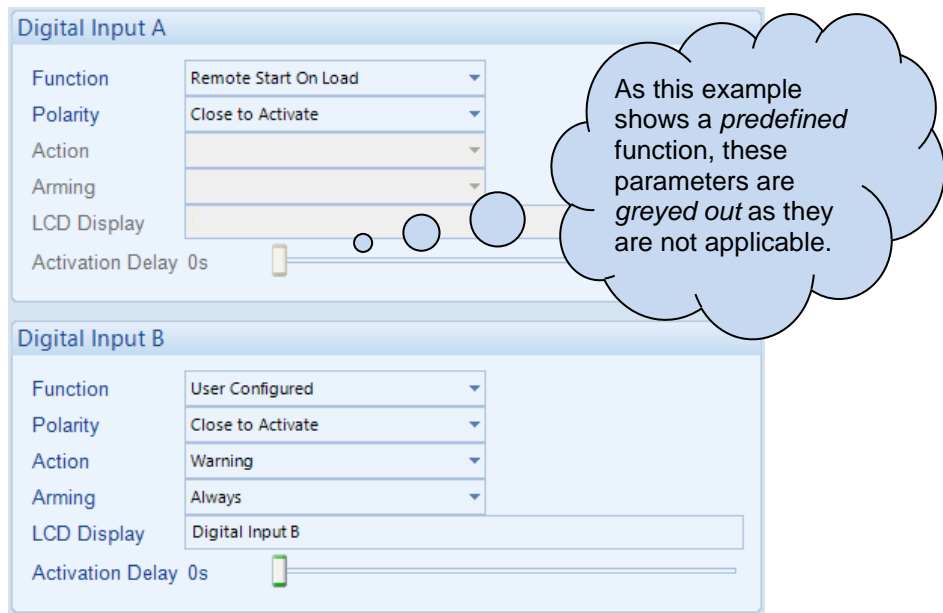 Digital Input A
Function Remote Start On Load
Polarity Close to Activate
Action
Arming
LCD Display
Activation Delay 0s
As this example
shows a predefined
function, these
parameters are
greyed out as they
are not applicable.
Digital Input B
Function User Configured
Polarity Close to Activate
Action Warning
Arming Always
LCD Display Digital Input B
Activation Delay 0s